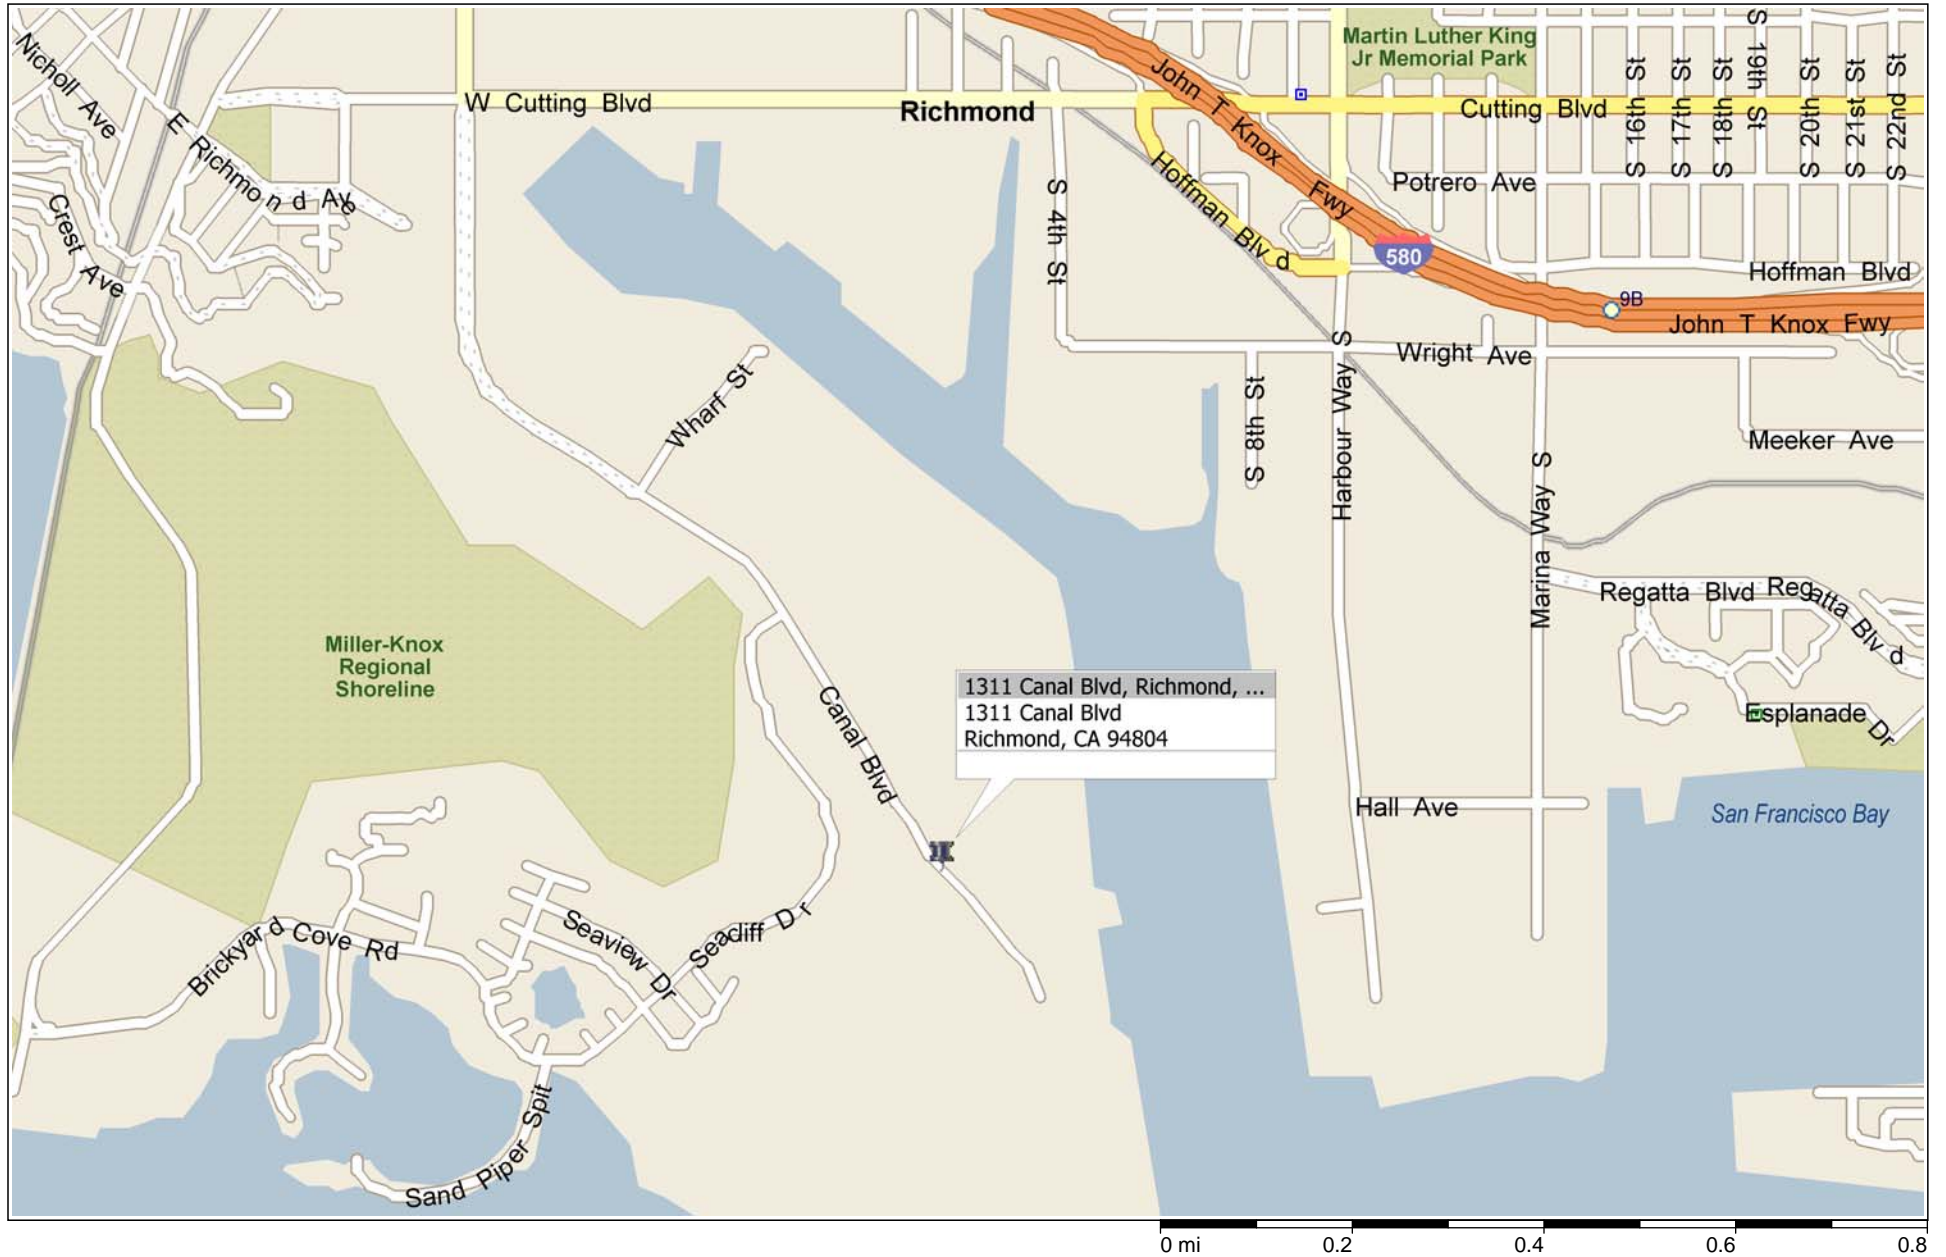 Nicholl Ave
E Richmond Ave
Crest Ave
W Cutting Blvd
Richmond
John T Knox Fwy
Martin Luther King
Jr Memorial Park
Cutting Blvd
S 16th St
S 17th St
S 18th St
S 19th St
S 20th St
S 21st St
S 22nd St
Potrero Ave
Hoffman Blvd
S 4th St
580
Hoffman Blvd
9B
John T Knox Fwy
Wright Ave
Wharf St
S 8th St
Harbour Way S
Meeker Ave
Marina Way S
Regatta Blvd
Regatta Blvd
Miller-Knox
Regional
Shoreline
Canal Blvd
1311 Canal Blvd, Richmond, ...
1311 Canal Blvd
Richmond, CA 94804
Esplanade Dr
Hall Ave
San Francisco Bay
Brickyard Cove Rd
Seaview Dr
Seacliff Dr
Sand Piper Spit
0 mi 0.2 0.4 0.6 0.8